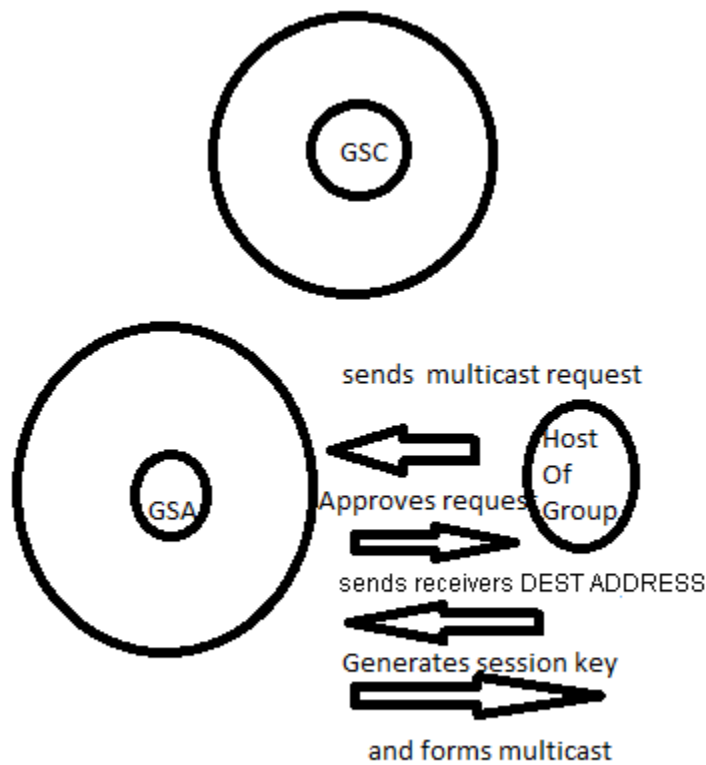 GSC
sends multicast request
Host
Of
Group
GSA
Approves request
sends receivers DEST ADDRESS
Generates session key
and forms multicast